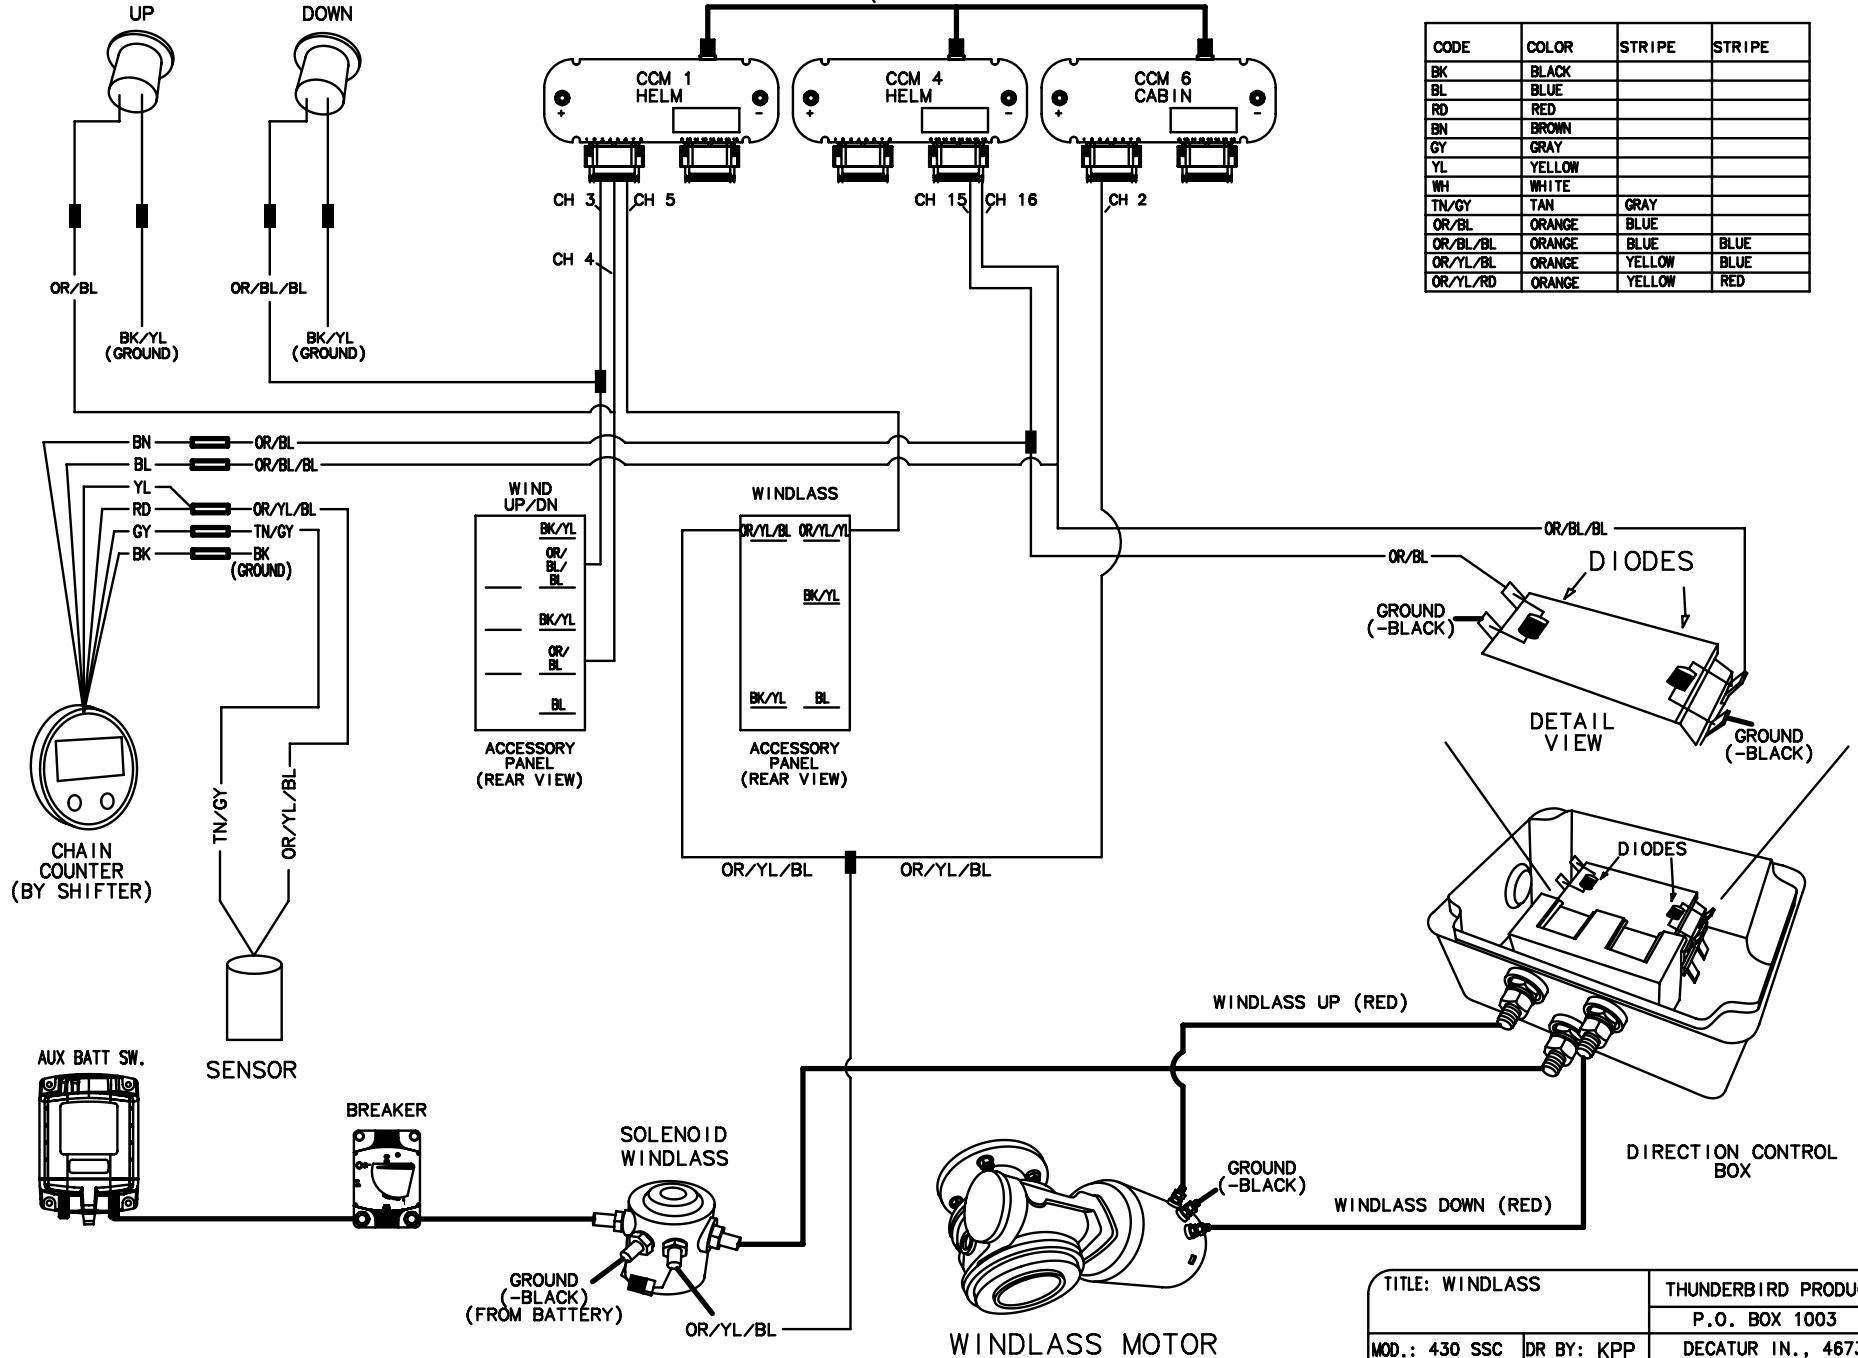 UP
DOWN
CCM 1
HELM
CCM 4
HELM
CCM 6
CABIN
+
-
+
-
+
-
CH 3
CH 5
CH 4
CH 15
CH 16
CH 2
CODE COLOR STRIPE STRIPE
BK BLACK
BL BLUE
RD RED
BN BROWN
GY GRAY
YL YELLOW
WH WHITE
TN/GY TAN GRAY
OR/BL ORANGE BLUE
OR/BL/BL ORANGE BLUE BLUE
OR/YL/BL ORANGE YELLOW BLUE
OR/YL/RD ORANGE YELLOW RED
OR/BL
BK/YL
(GROUND)
OR/BL/BL
BK/YL
(GROUND)
BN OR/BL
BL OR/BL/BL
YL
RD OR/YL/BL
GY TN/GY
BK BK
(GROUND)
WIND
UP/DN
BK/YL
OR/
BL/
BL
BK/YL
OR/
BL
BL
ACCESSORY
PANEL
(REAR VIEW)
WINDLASS
OR/YL/BL OR/YL/YL
BK/YL
BK/YL BL
ACCESSORY
PANEL
(REAR VIEW)
OR/BL/BL
OR/BL
DIODES
GROUND
(-BLACK)
DETAIL
VIEW
GROUND
(-BLACK)
CHAIN
COUNTER
(BY SHIFTER)
TN/GY
OR/YL/BL
SENSOR
OR/YL/BL
OR/YL/BL
DIODES
WINDLASS UP (RED)
DIRECTION CONTROL
BOX
AUX BATT SW.
BREAKER
SOLENOID
WINDLASS
GROUND
(-BLACK)
(FROM BATTERY)
OR/YL/BL
GROUND
(-BLACK)
WINDLASS DOWN (RED)
WINDLASS MOTOR
TITLE: WINDLASS
THUNDERBIRD PRODU
P.O. BOX 1003
MOD.: 430 SSC DR BY: KPP
DECATUR IN., 467